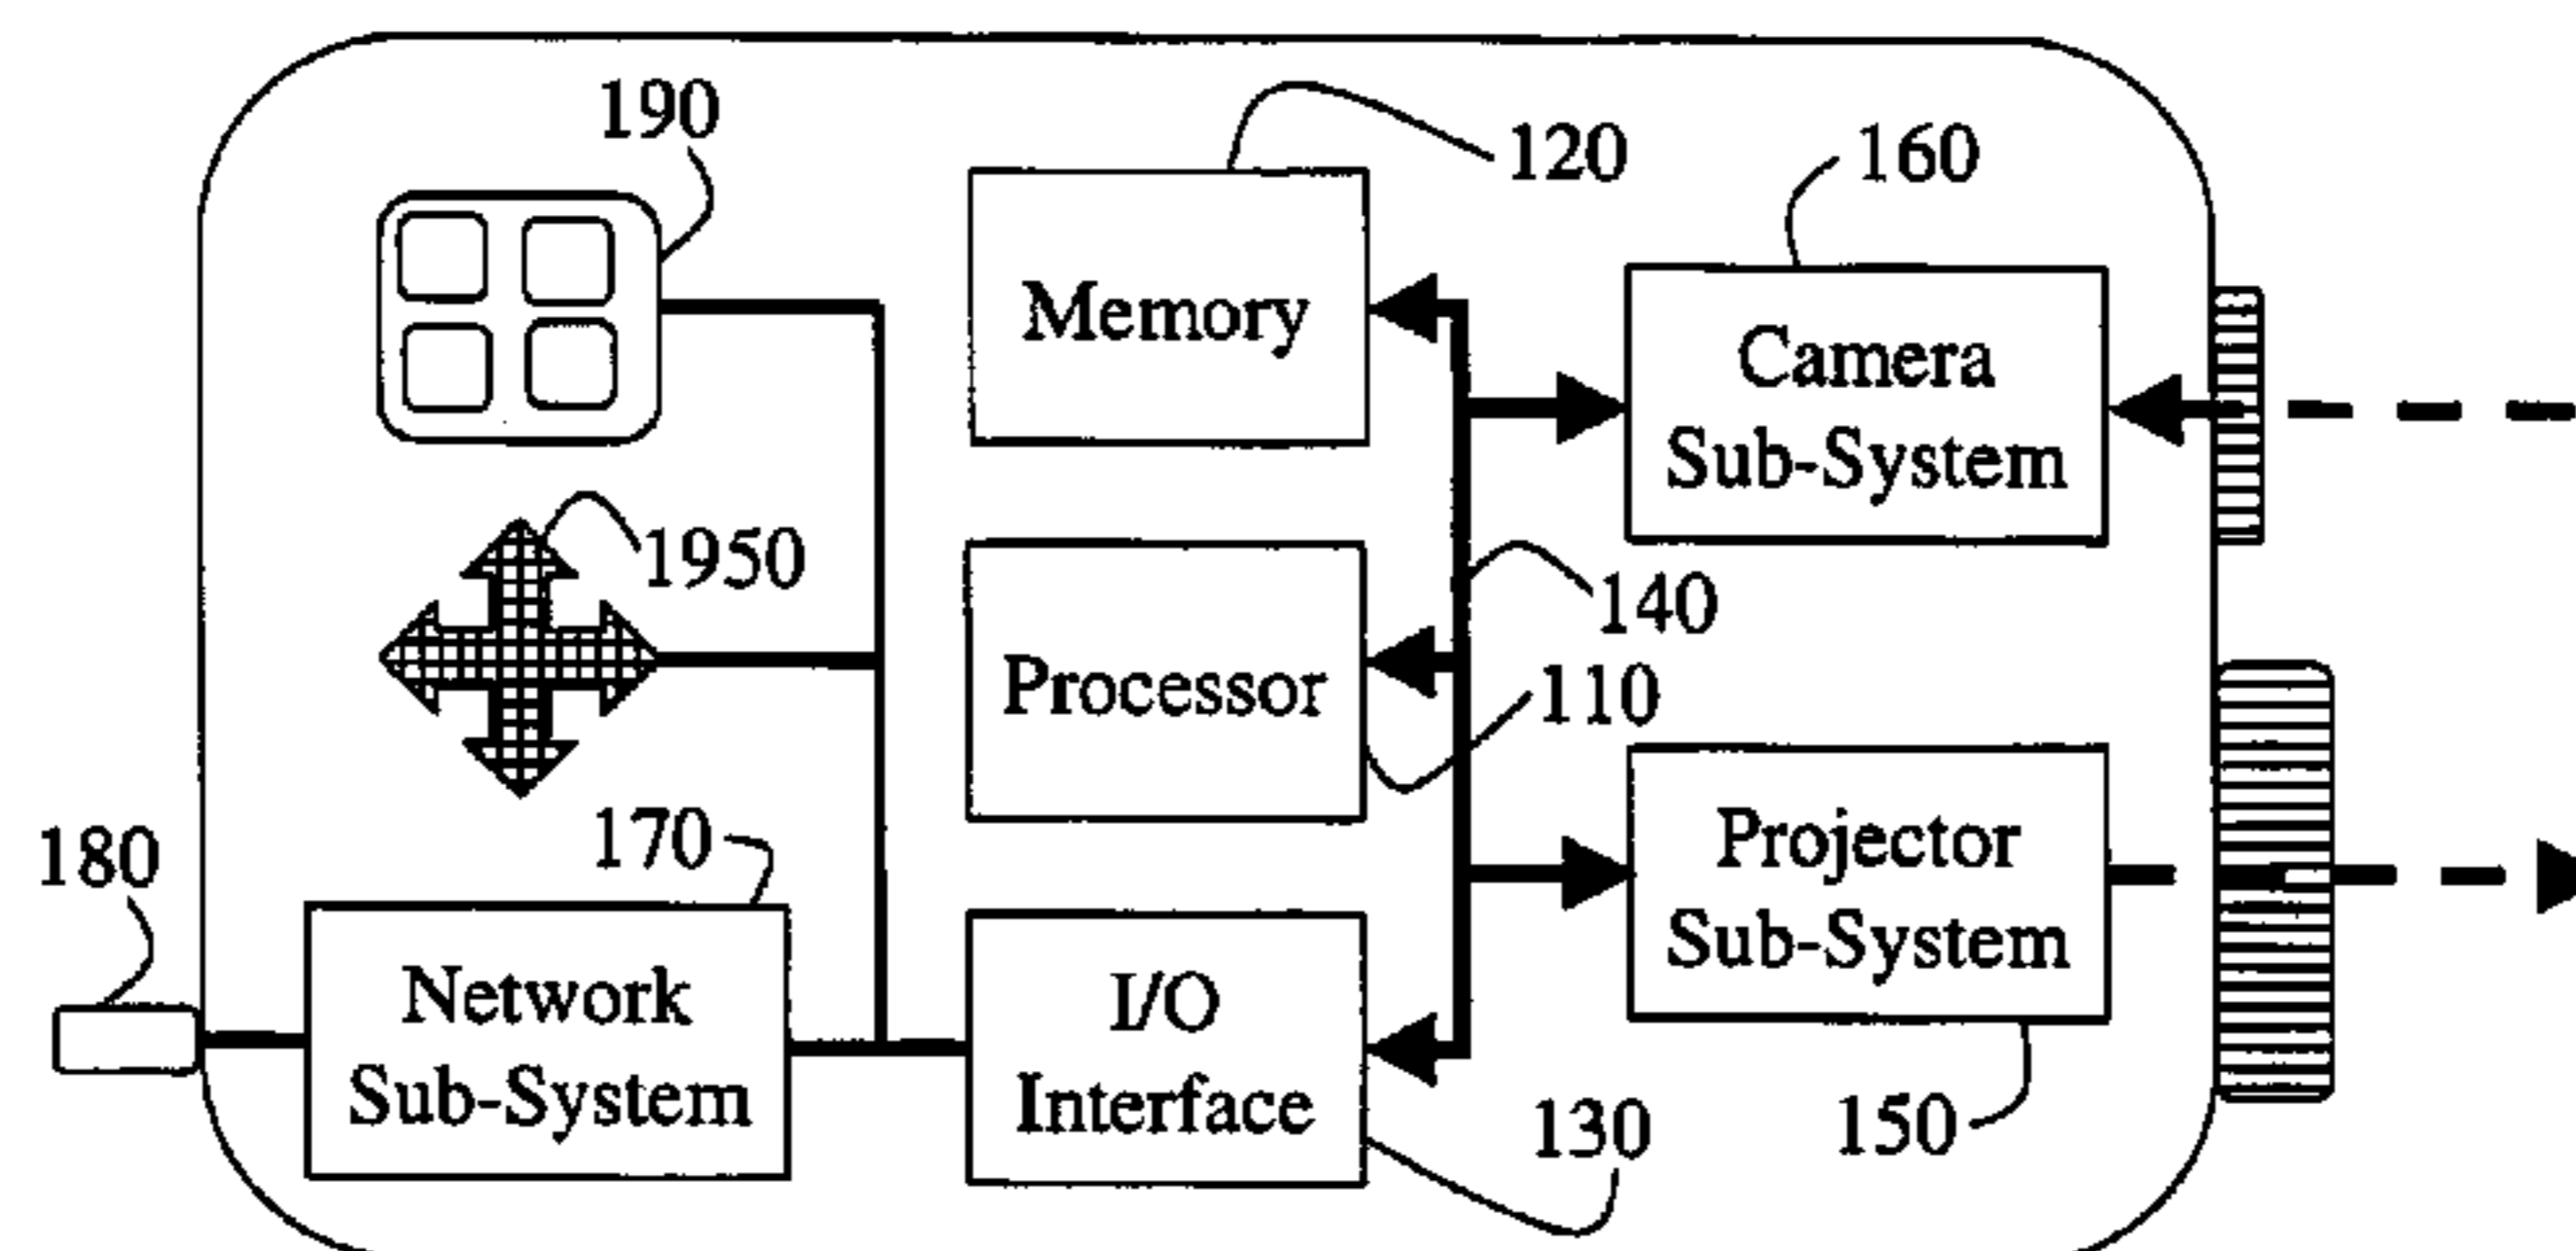 190
120
160
Memory
Camera
Sub-System
1950
140
Processor
110
180
170
Projector
Sub-System
Network
Sub-System
I/O
Interface
130
150